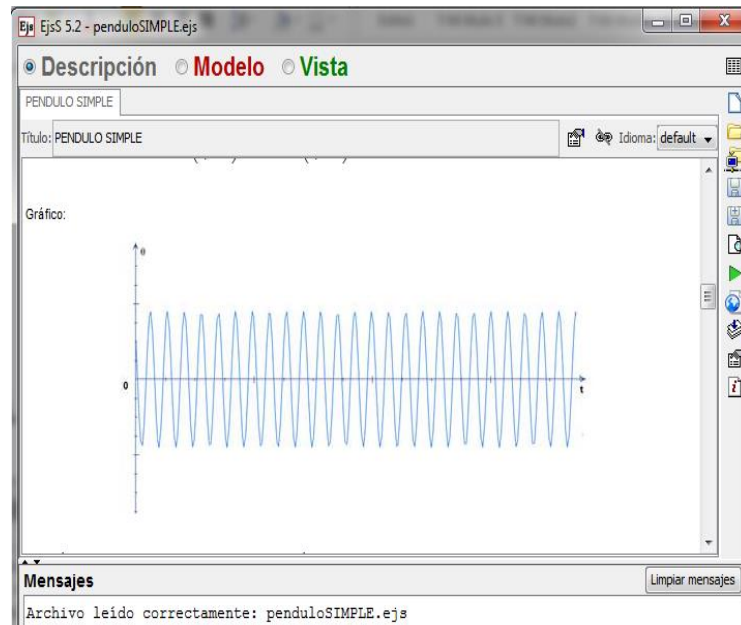 EjsS 5.2 - penduloSIMPLE.ejs
Descripción Modelo Vista
PENDULO SIMPLE
Título: PENDULO SIMPLE Idioma: default
Gráfico:
θ
0
t
Mensajes Limpiar mensajes
Archivo leído correctamente: penduloSIMPLE.ejs